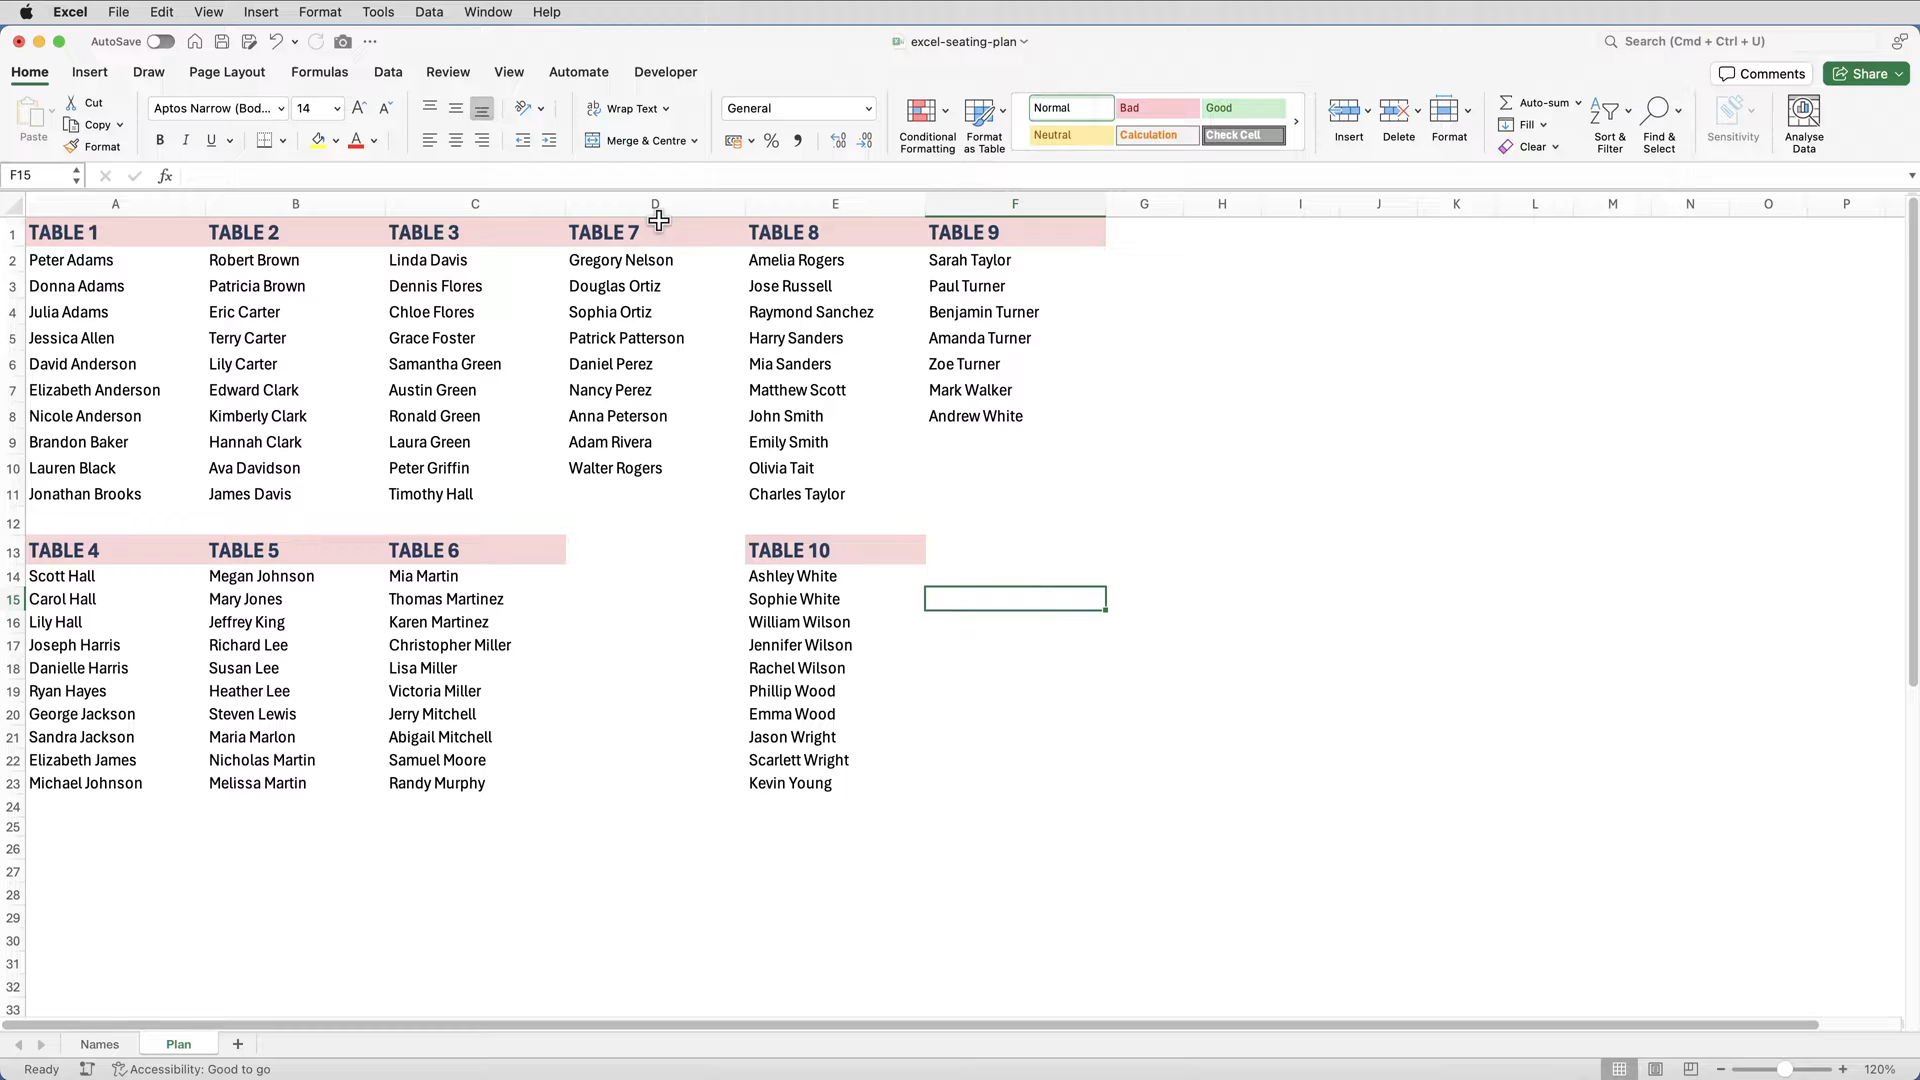 Excel File Edit View Insert Format Tools Data Window Help
AutoSave excel-seating-plan Search (Cmd + Ctrl + U)
Home Insert Draw Page Layout Formulas Data Review View Automate Developer Comments Share
Paste Cut Copy Format
Aptos Narrow (Bod... 14
B I U A
Wrap Text
Merge & Centre
General
Conditional Formatting
Format as Table
Normal Bad Good
Neutral Calculation Check Cell
Insert Delete Format
Auto-sum
Fill
Clear
Sort & Filter
Find & Select
Sensitivity
Analyse Data
F15 fx
A B C D E F G H I J K L M N O P
1 TABLE 1 TABLE 2 TABLE 3 TABLE 7 TABLE 8 TABLE 9
2 Peter Adams Robert Brown Linda Davis Gregory Nelson Amelia Rogers Sarah Taylor
3 Donna Adams Patricia Brown Dennis Flores Douglas Ortiz Jose Russell Paul Turner
4 Julia Adams Eric Carter Chloe Flores Sophia Ortiz Raymond Sanchez Benjamin Turner
5 Jessica Allen Terry Carter Grace Foster Patrick Patterson Harry Sanders Amanda Turner
6 David Anderson Lily Carter Samantha Green Daniel Perez Mia Sanders Zoe Turner
7 Elizabeth Anderson Edward Clark Austin Green Nancy Perez Matthew Scott Mark Walker
8 Nicole Anderson Kimberly Clark Ronald Green Anna Peterson John Smith Andrew White
9 Brandon Baker Hannah Clark Laura Green Adam Rivera Emily Smith
10 Lauren Black Ava Davidson Peter Griffin Walter Rogers Olivia Tait
11 Jonathan Brooks James Davis Timothy Hall Charles Taylor
12
13 TABLE 4 TABLE 5 TABLE 6 TABLE 10
14 Scott Hall Megan Johnson Mia Martin Ashley White
15 Carol Hall Mary Jones Thomas Martinez Sophie White
16 Lily Hall Jeffrey King Karen Martinez William Wilson
17 Joseph Harris Richard Lee Christopher Miller Jennifer Wilson
18 Danielle Harris Susan Lee Lisa Miller Rachel Wilson
19 Ryan Hayes Heather Lee Victoria Miller Phillip Wood
20 George Jackson Steven Lewis Jerry Mitchell Emma Wood
21 Sandra Jackson Maria Marlon Abigail Mitchell Jason Wright
22 Elizabeth James Nicholas Martin Samuel Moore Scarlett Wright
23 Michael Johnson Melissa Martin Randy Murphy Kevin Young
24
25
26
27
28
29
30
31
32
33
Names Plan
Ready Accessibility: Good to go 120%